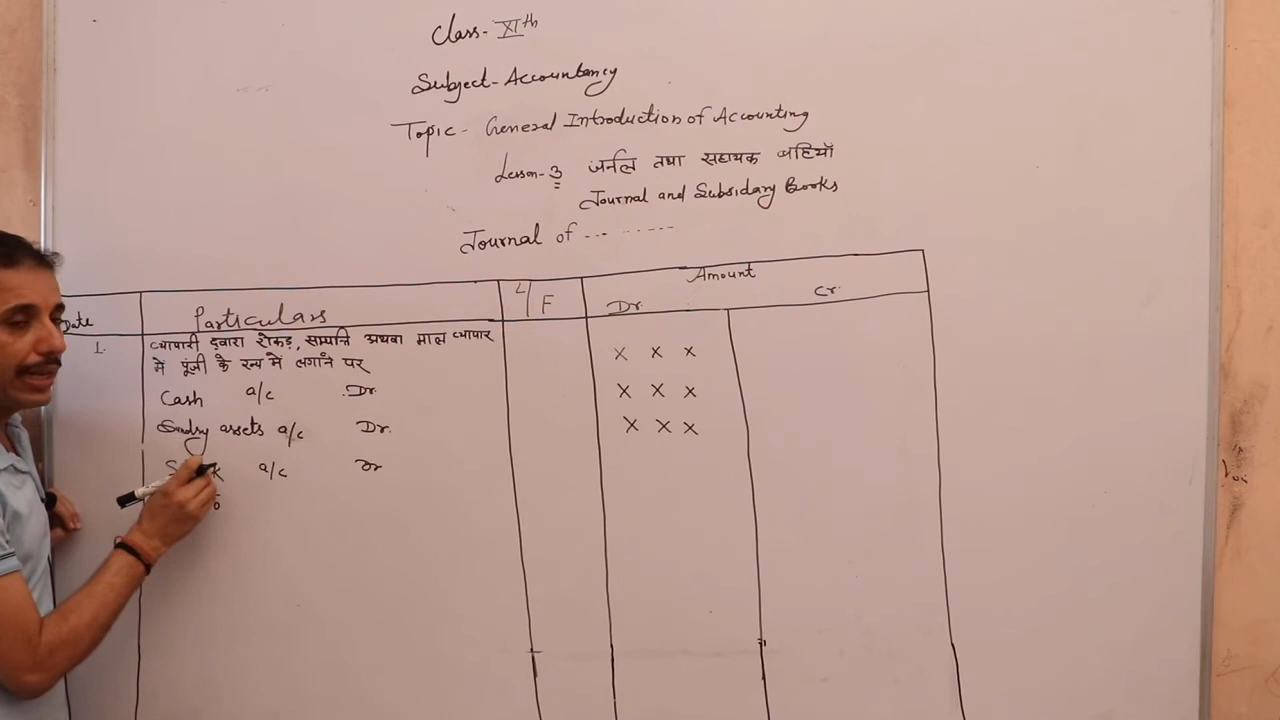 Class- XIth
Subject- Accountancy
Topic- General Introduction of Accounting
Lesson-3 जर्नल तथा सहायक बहियाँ
Journal and Subsidary Books
Journal of ... ......
Date Particulars L/F Amount
Dr. Cr.
1. व्यापारी द्वारा रोकड़, सम्पत्ति अथवा माल व्यापार
में पूंजी के रूप में लगाने पर
x x x
Cash a/c Dr. x x x
Sundry assets a/c Dr. x x x
a/c Dr
To